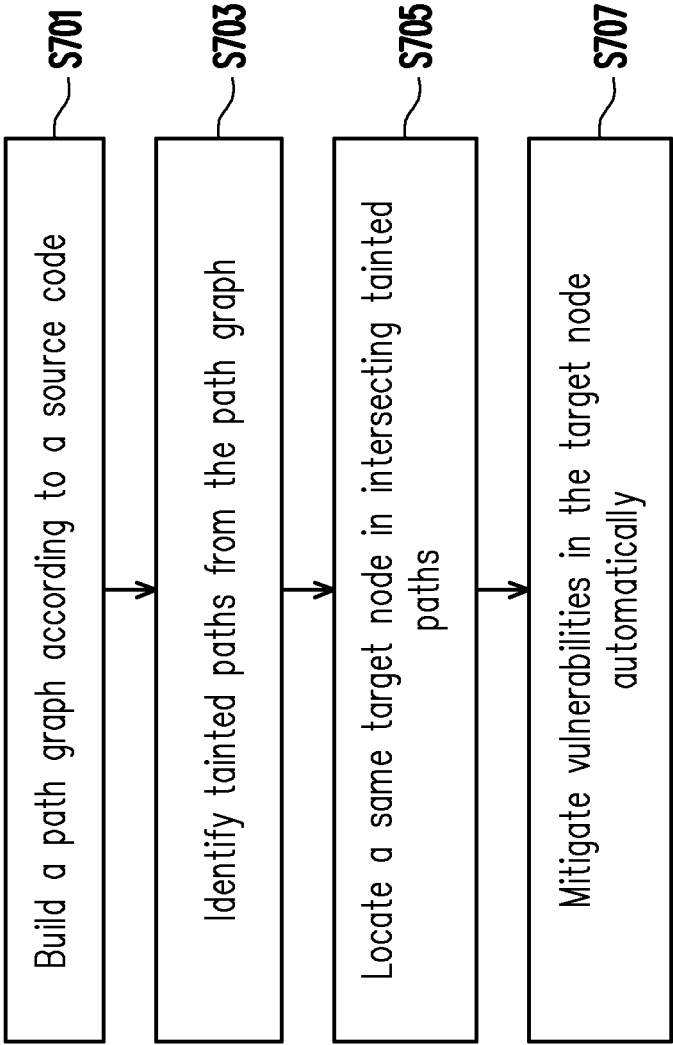 Build a path graph according to a source code
S701
Identify tainted paths from the path graph
S703
Locate a same target node in intersecting tainted
paths
S705
Mitigate vulnerabilities in the target node
automatically
S707